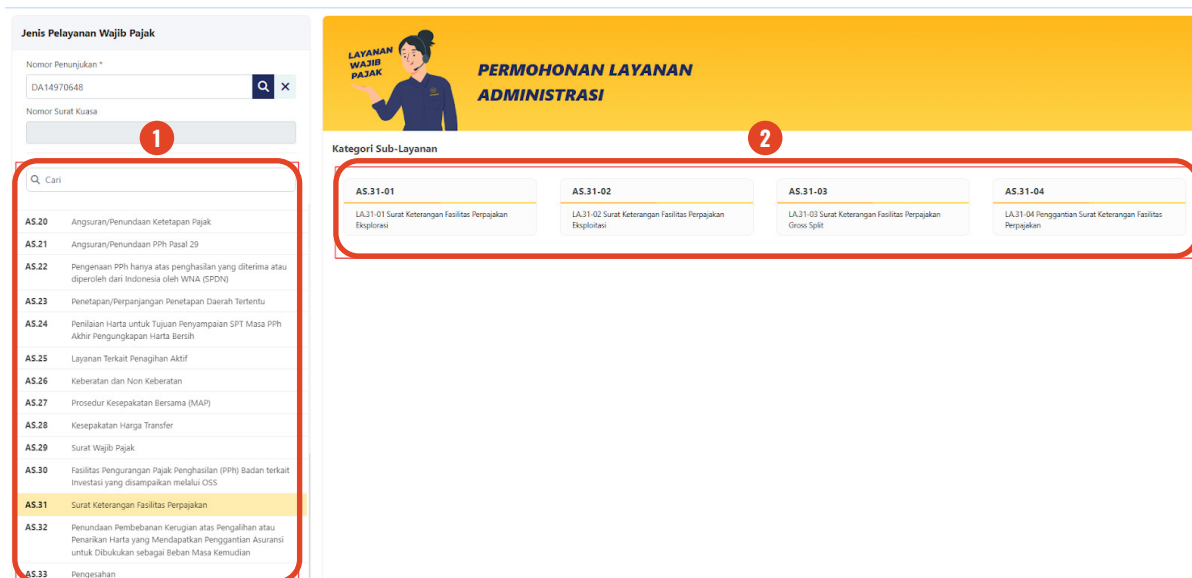 Jenis Pelayanan Wajib Pajak
Nomor Penunjukan *
DA14970648
Nomor Surat Kuasa
1
Cari
AS.20 Angsuran/Penundaan Ketetapan Pajak
AS.21 Angsuran/Penundaan PPh Pasal 29
AS.22 Pengenaan PPh hanya atas penghasilan yang diterima atau
diperoleh dari Indonesia oleh WNA (SPDN)
AS.23 Penetapan/Perpanjangan Penetapan Daerah Tertentu
AS.24 Penilaian Harta untuk Tujuan Penyampaian SPT Masa PPh
Akhir Pengungkapan Harta Bersih
AS.25 Layanan Terkait Penagihan Aktif
AS.26 Keberatan dan Non Keberatan
AS.27 Prosedur Kesepakatan Bersama (MAP)
AS.28 Kesepakatan Harga Transfer
AS.29 Surat Wajib Pajak
AS.30 Fasilitas Pengurangan Pajak Penghasilan (PPh) Badan terkait
Investasi yang disampaikan melalui OSS
AS.31 Surat Keterangan Fasilitas Perpajakan
AS.32 Penundaan Pembebanan Kerugian atas Pengalihan atau
Penarikan Harta yang Mendapatkan Penggantian Asuransi
untuk Dibukukan sebagai Beban Masa Kemudian
AS.33 Pengesahan
LAYANAN
WAJIB
PAJAK
PERMOHONAN LAYANAN
ADMINISTRASI
2
Kategori Sub-Layanan
AS.31-01
LA.31-01 Surat Keterangan Fasilitas Perpajakan
Eksplorasi
AS.31-02
LA.31-02 Surat Keterangan Fasilitas Perpajakan
Eksploitasi
AS.31-03
LA.31-03 Surat Keterangan Fasilitas Perpajakan
Gross Split
AS.31-04
LA.31-04 Penggantian Surat Keterangan Fasilitas
Perpajakan